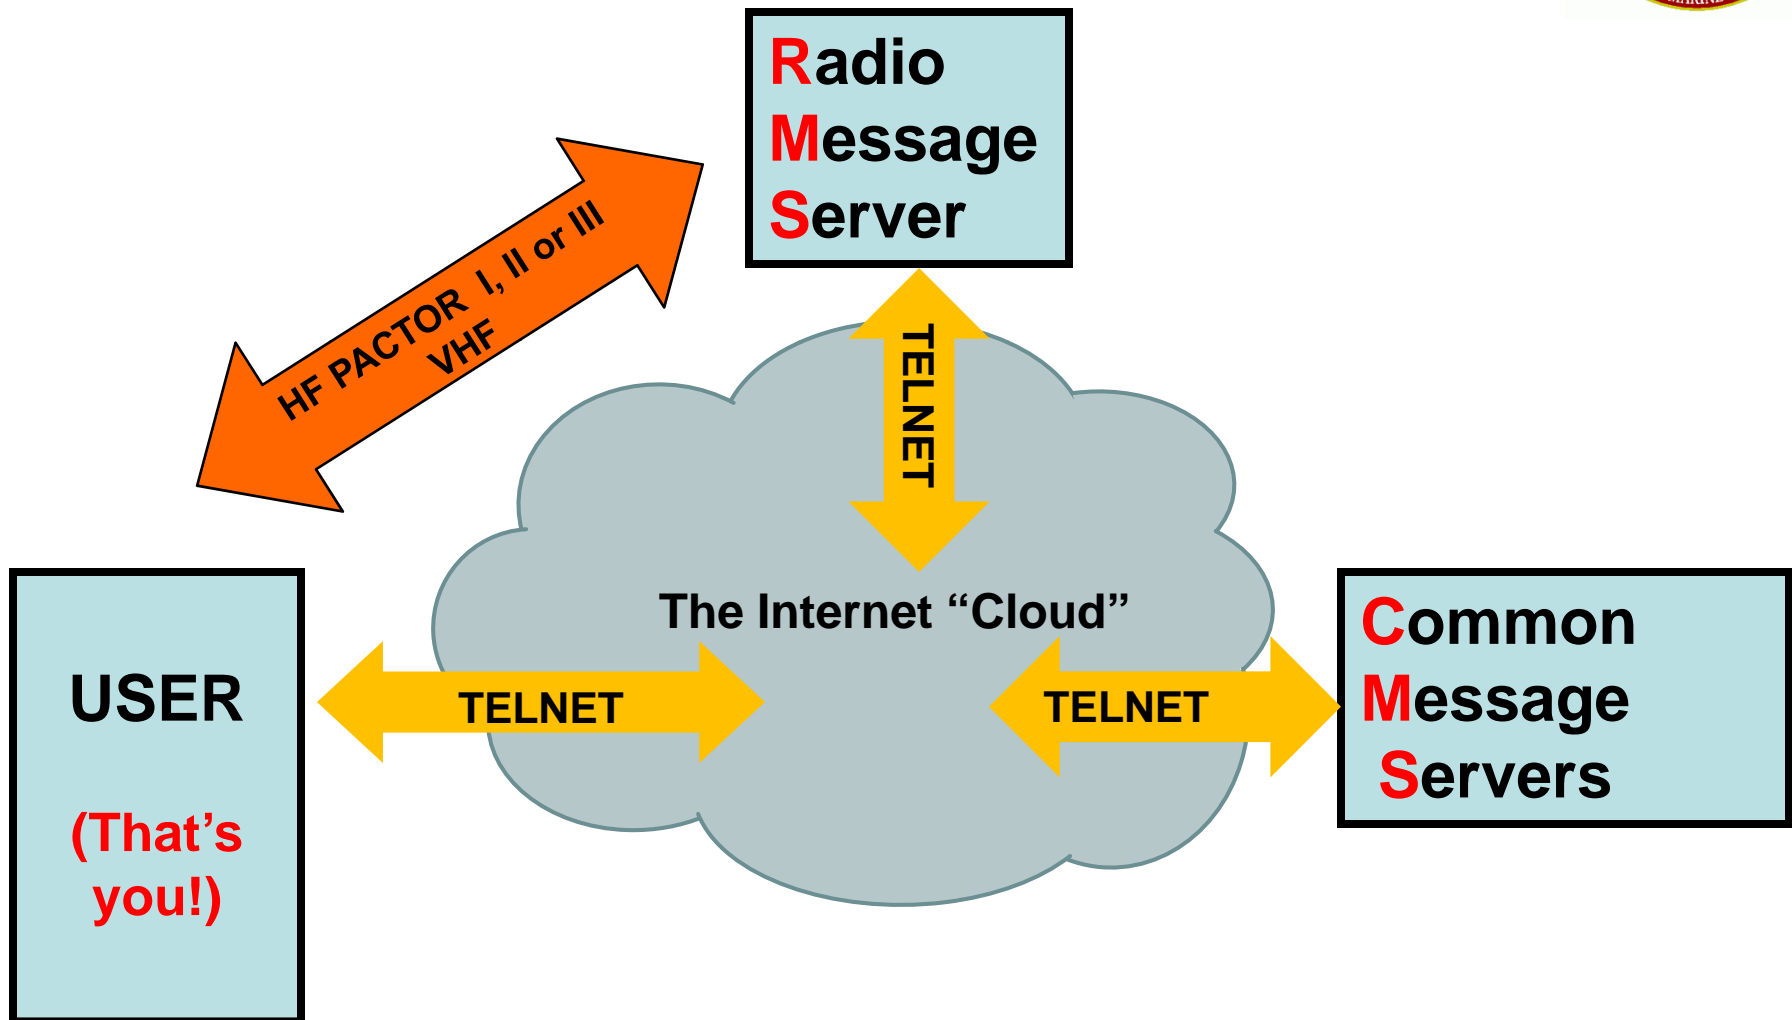 MARINE
Radio
Message
Server
HF PACTOR I, II or III
VHF
TELNET
The Internet “Cloud”
USER
(That’s
you!)
TELNET
TELNET
Common
Message
Servers